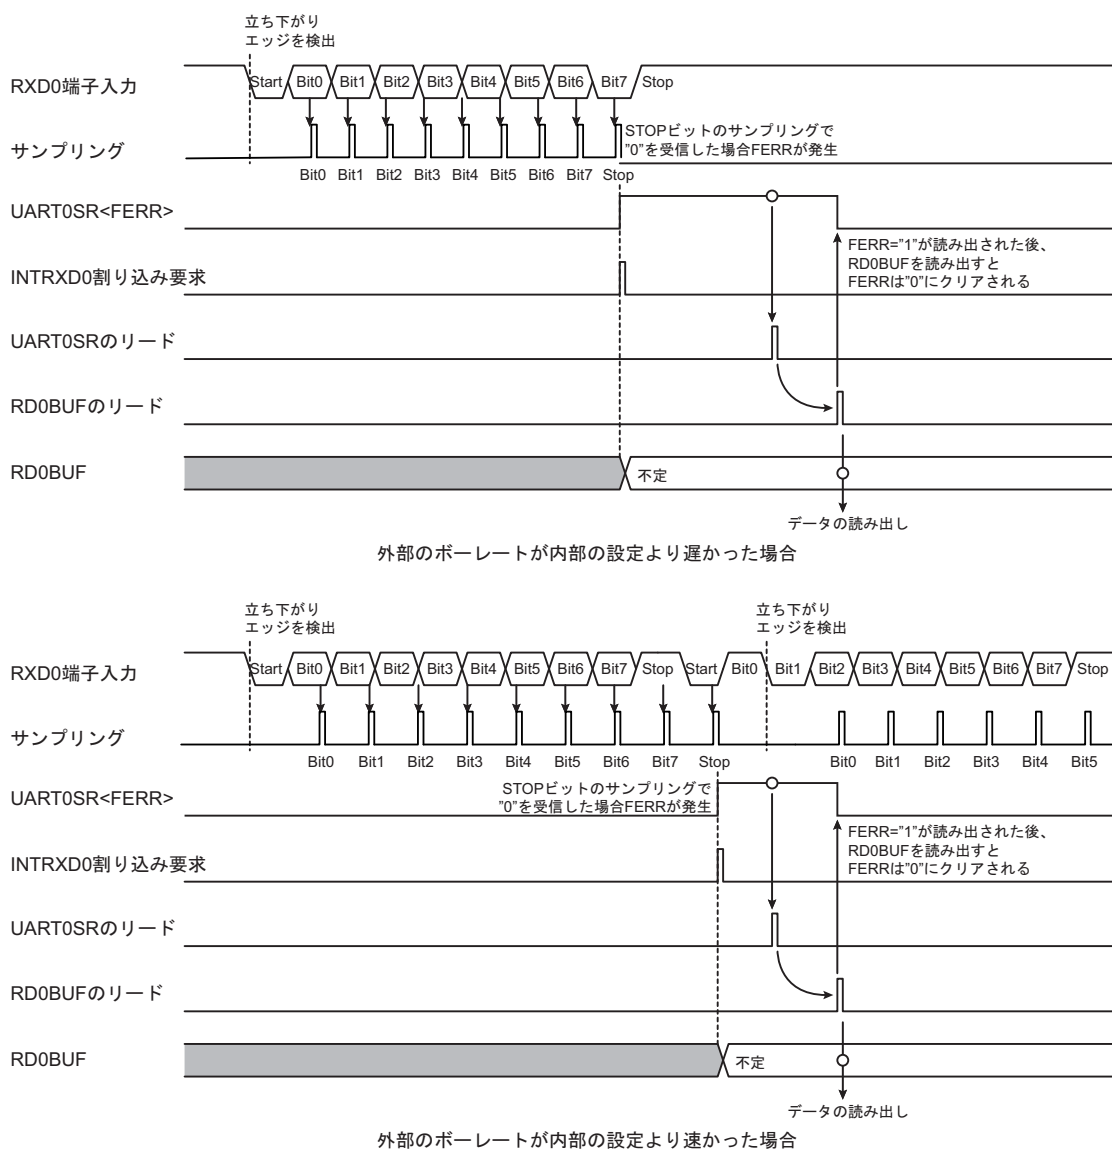 立ち下がり
エッジを検出
RXD0端子入力
Start Bit0 Bit1 Bit2 Bit3 Bit4 Bit5 Bit6 Bit7 Stop
サンプリング
STOPビットのサンプリングで
"0"を受信した場合FERRが発生
Bit0 Bit1 Bit2 Bit3 Bit4 Bit5 Bit6 Bit7 Stop
UART0SR<FERR>
FERR="1"が読み出された後、
RD0BUFを読み出すと
FERRは"0"にクリアされる
INTRXD0割り込み要求
UART0SRのリード
RD0BUFのリード
RD0BUF
不定
データの読み出し
外部のボーレートが内部の設定より遅かった場合
立ち下がり
エッジを検出
立ち下がり
エッジを検出
RXD0端子入力
Start Bit0 Bit1 Bit2 Bit3 Bit4 Bit5 Bit6 Bit7 Stop Start Bit0 Bit1 Bit2 Bit3 Bit4 Bit5 Bit6 Bit7 Stop
サンプリング
Bit0 Bit1 Bit2 Bit3 Bit4 Bit5 Bit6 Bit7 Stop Bit0 Bit1 Bit2 Bit3 Bit4 Bit5
UART0SR<FERR>
STOPビットのサンプリングで
"0"を受信した場合FERRが発生
FERR="1"が読み出された後、
RD0BUFを読み出すと
FERRは"0"にクリアされる
INTRXD0割り込み要求
UART0SRのリード
RD0BUFのリード
RD0BUF
不定
データの読み出し
外部のボーレートが内部の設定より速かった場合